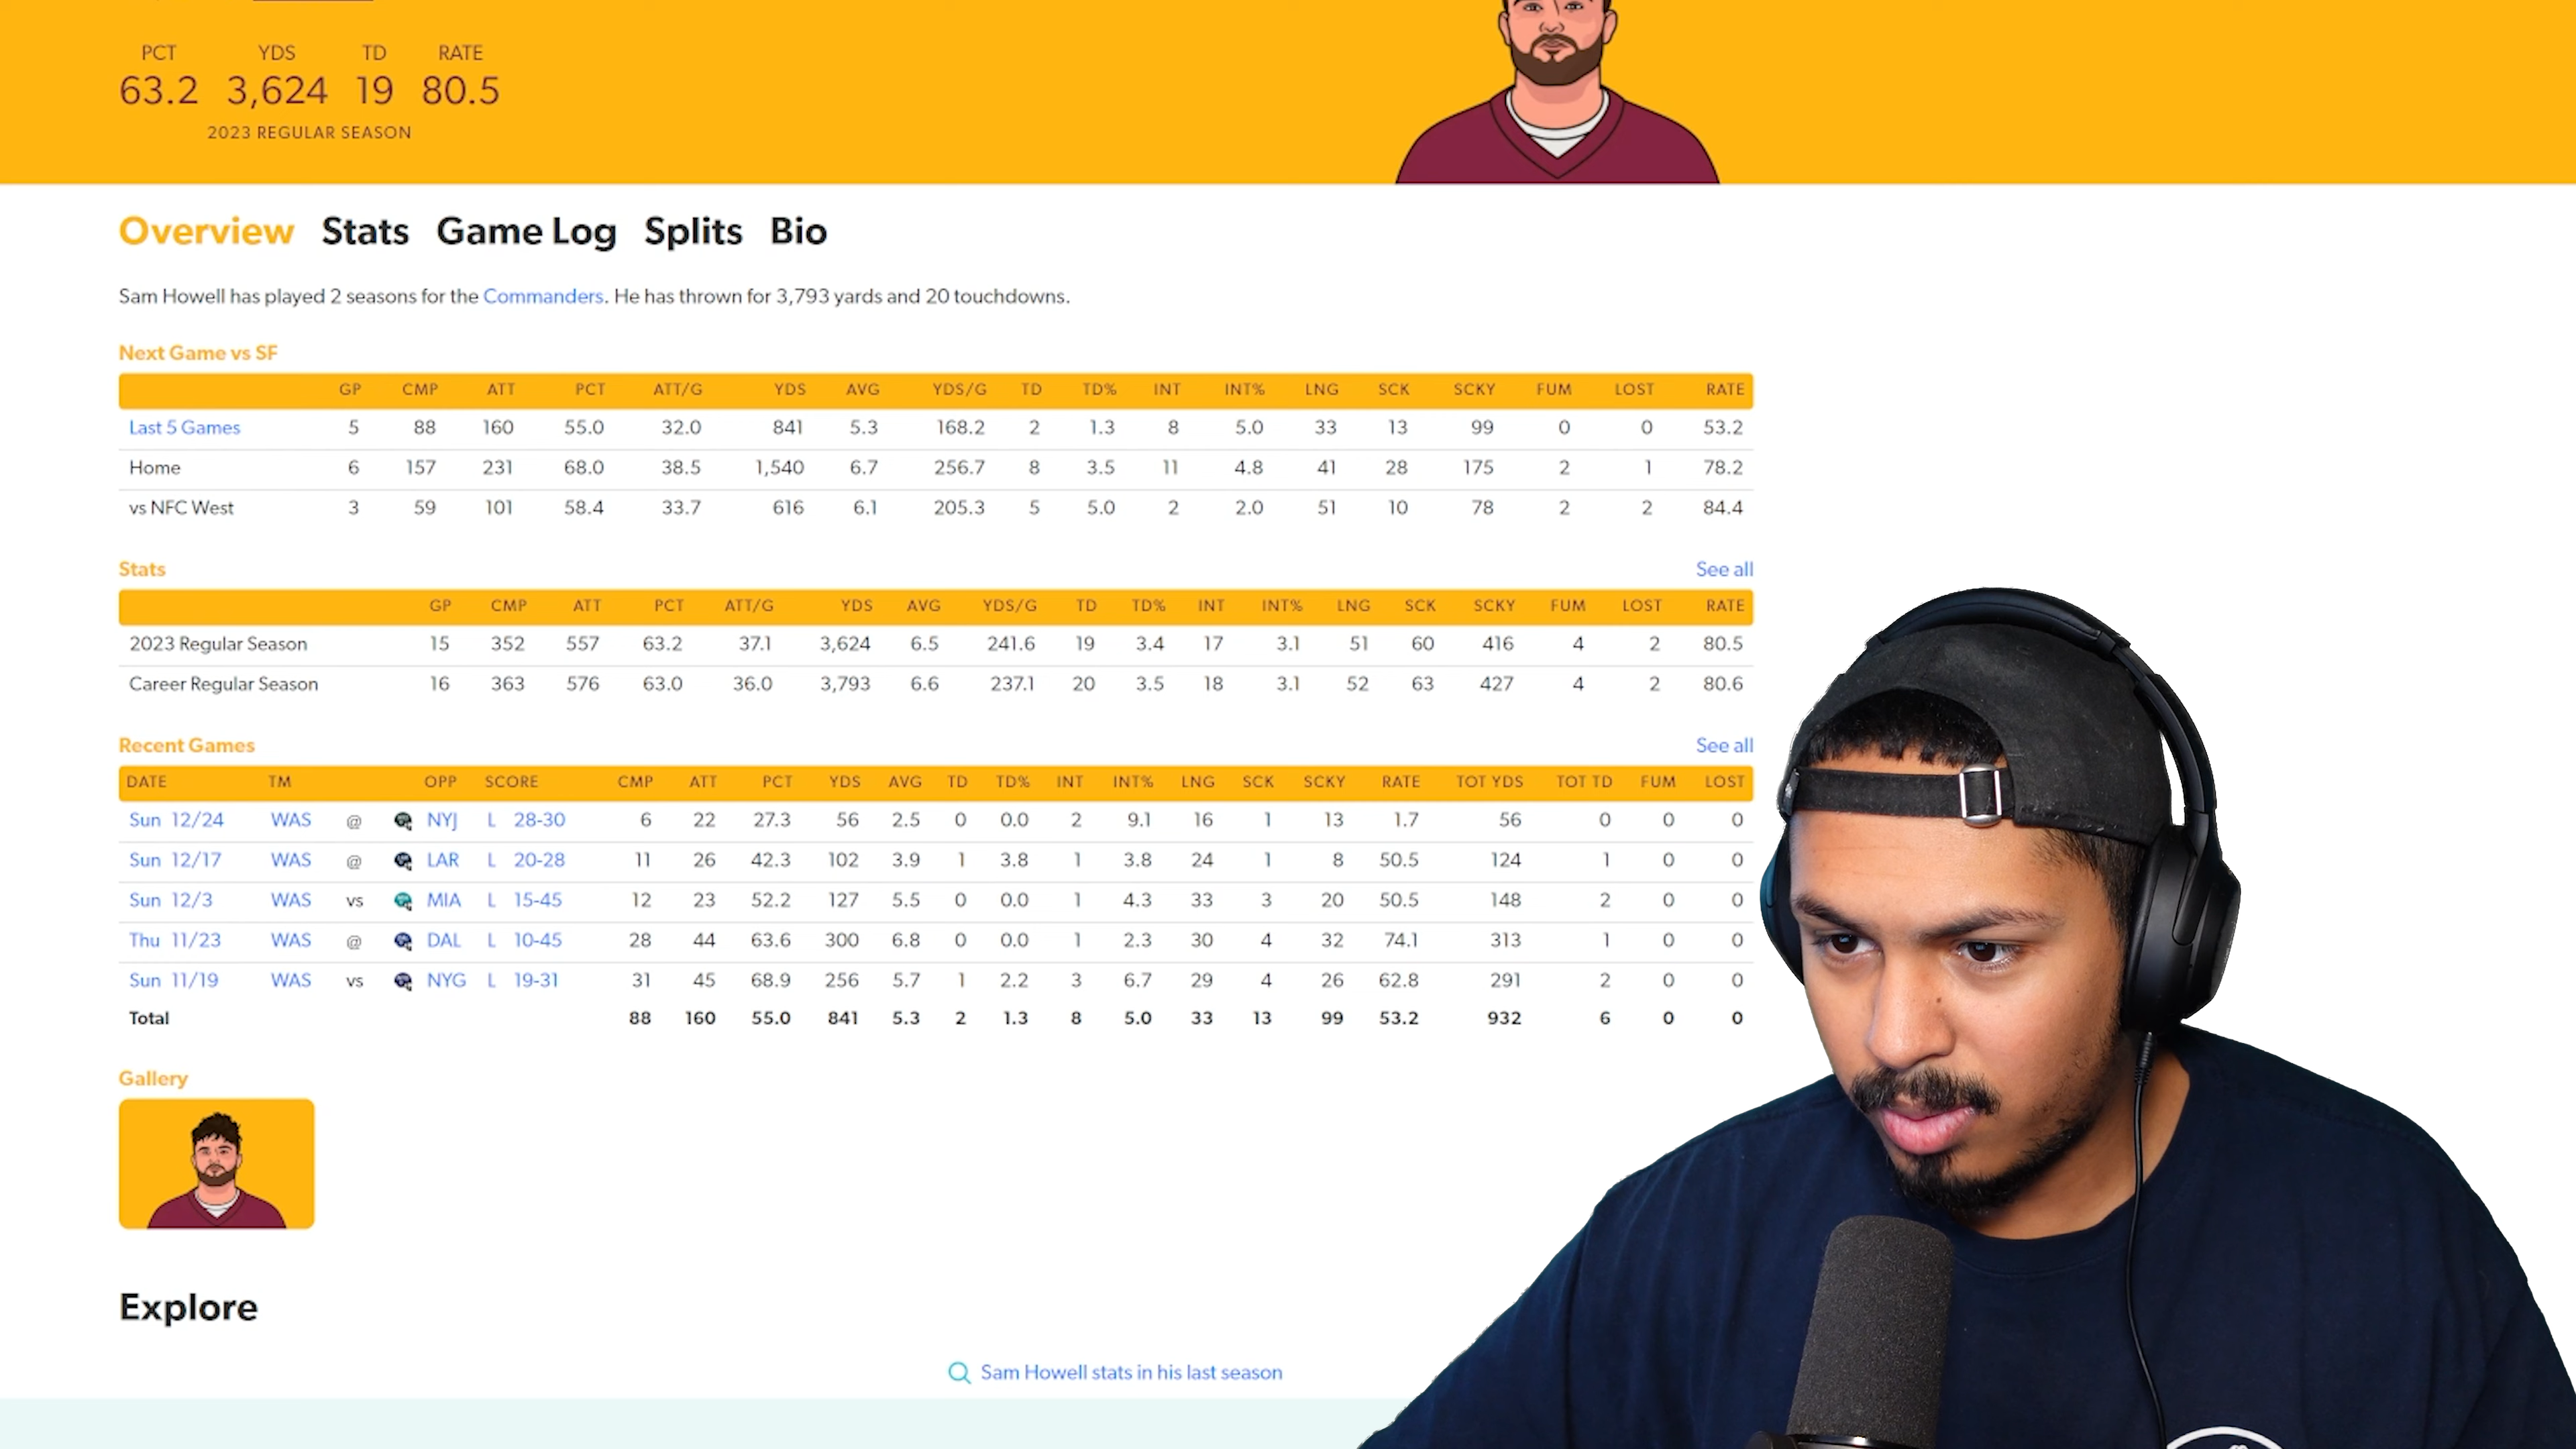 PCT YDS TD RATE
63.2 3,624 19 80.5
2023 REGULAR SEASON
Overview Stats Game Log Splits Bio
Sam Howell has played 2 seasons for the Commanders. He has thrown for 3,793 yards and 20 touchdowns.
Next Game vs SF
GP CMP ATT PCT ATT/G YDS AVG YDS/G TD TD% INT INT% LNG SCK SCKY FUM LOST RATE
Last 5 Games 5 88 160 55.0 32.0 841 5.3 168.2 2 1.3 8 5.0 33 13 99 0 0 53.2
Home 6 157 231 68.0 38.5 1,540 6.7 256.7 8 3.5 11 4.8 41 28 175 2 1 78.2
vs NFC West 3 59 101 58.4 33.7 616 6.1 205.3 5 5.0 2 2.0 51 10 78 2 2 84.4
Stats See all
GP CMP ATT PCT ATT/G YDS AVG YDS/G TD TD% INT INT% LNG SCK SCKY FUM LOST RATE
2023 Regular Season 15 352 557 63.2 37.1 3,624 6.5 241.6 19 3.4 17 3.1 51 60 416 4 2 80.5
Career Regular Season 16 363 576 63.0 36.0 3,793 6.6 237.1 20 3.5 18 3.1 52 63 427 4 2 80.6
Recent Games See all
DATE TM OPP SCORE CMP ATT PCT YDS AVG TD TD% INT INT% LNG SCK SCKY RATE TOT YDS TOT TD FUM LOST
Sun 12/24 WAS @ NYJ L 28-30 6 22 27.3 56 2.5 0 0.0 2 9.1 16 1 13 1.7 56 0 0 0
Sun 12/17 WAS @ LAR L 20-28 11 26 42.3 102 3.9 1 3.8 1 3.8 24 1 8 50.5 124 1 0 0
Sun 12/3 WAS vs MIA L 15-45 12 23 52.2 127 5.5 0 0.0 1 4.3 33 3 20 50.5 148 2 0 0
Thu 11/23 WAS @ DAL L 10-45 28 44 63.6 300 6.8 0 0.0 1 2.3 30 4 32 74.1 313 1 0 0
Sun 11/19 WAS vs NYG L 19-31 31 45 68.9 256 5.7 1 2.2 3 6.7 29 4 26 62.8 291 2 0 0
Total 88 160 55.0 841 5.3 2 1.3 8 5.0 33 13 99 53.2 932 6 0 0
Gallery
Explore
Sam Howell stats in his last season